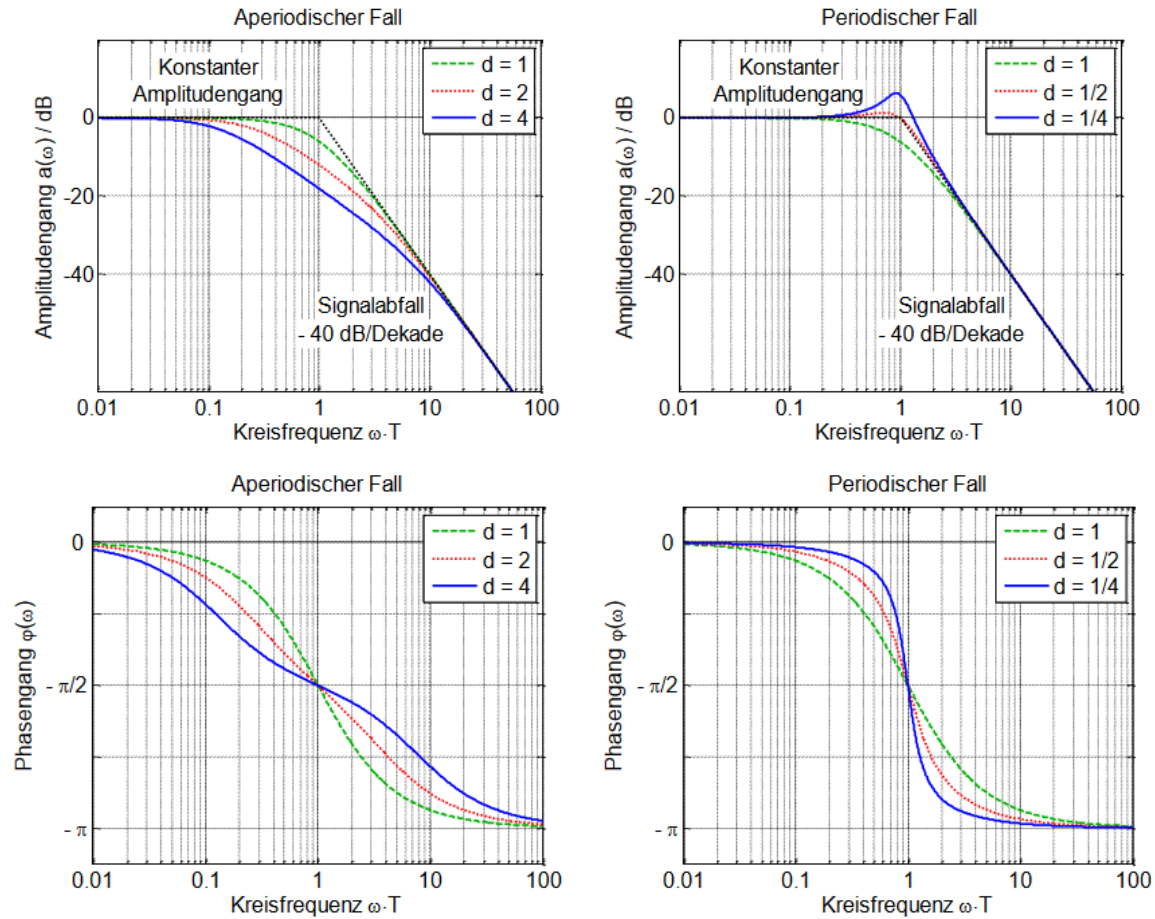 Aperiodischer Fall
Konstanter
Amplitudengang
d = 1
d = 2
d = 4
Amplitudengang a(ω) / dB
0
-20
-40
Signalabfall
- 40 dB/Dekade
0.01 0.1 1 10 100
Kreisfrequenz ω·T
Periodischer Fall
Konstanter
Amplitudengang
d = 1
d = 1/2
d = 1/4
Amplitudengang a(ω) / dB
0
-20
-40
Signalabfall
- 40 dB/Dekade
0.01 0.1 1 10 100
Kreisfrequenz ω·T
Aperiodischer Fall
d = 1
d = 2
d = 4
Phasengang φ(ω)
0
- π/2
- π
0.01 0.1 1 10 100
Kreisfrequenz ω·T
Periodischer Fall
d = 1
d = 1/2
d = 1/4
Phasengang φ(ω)
0
- π/2
- π
0.01 0.1 1 10 100
Kreisfrequenz ω·T